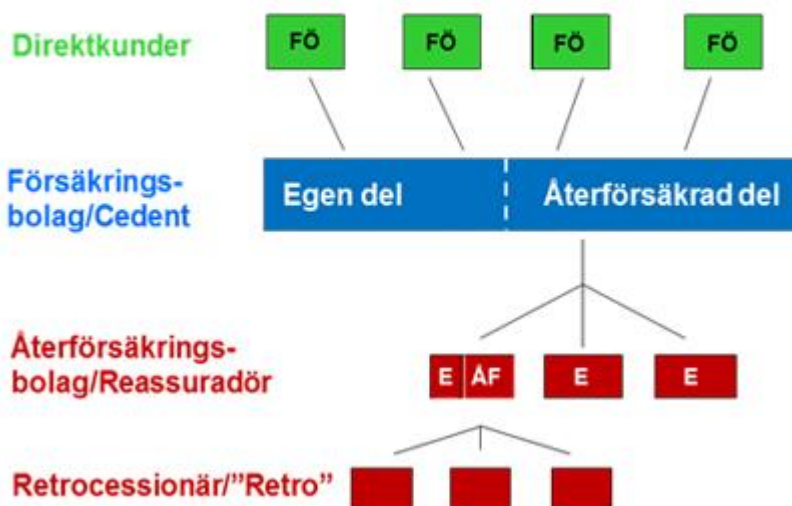 Direktkunder
FÖ FÖ FÖ FÖ
Försäkrings-
bolag/Cedent
Egen del Återförsäkrad del
Återförsäkrings-
bolag/Reassuradör
E ÅF E E
Retrocessionär/”Retro”